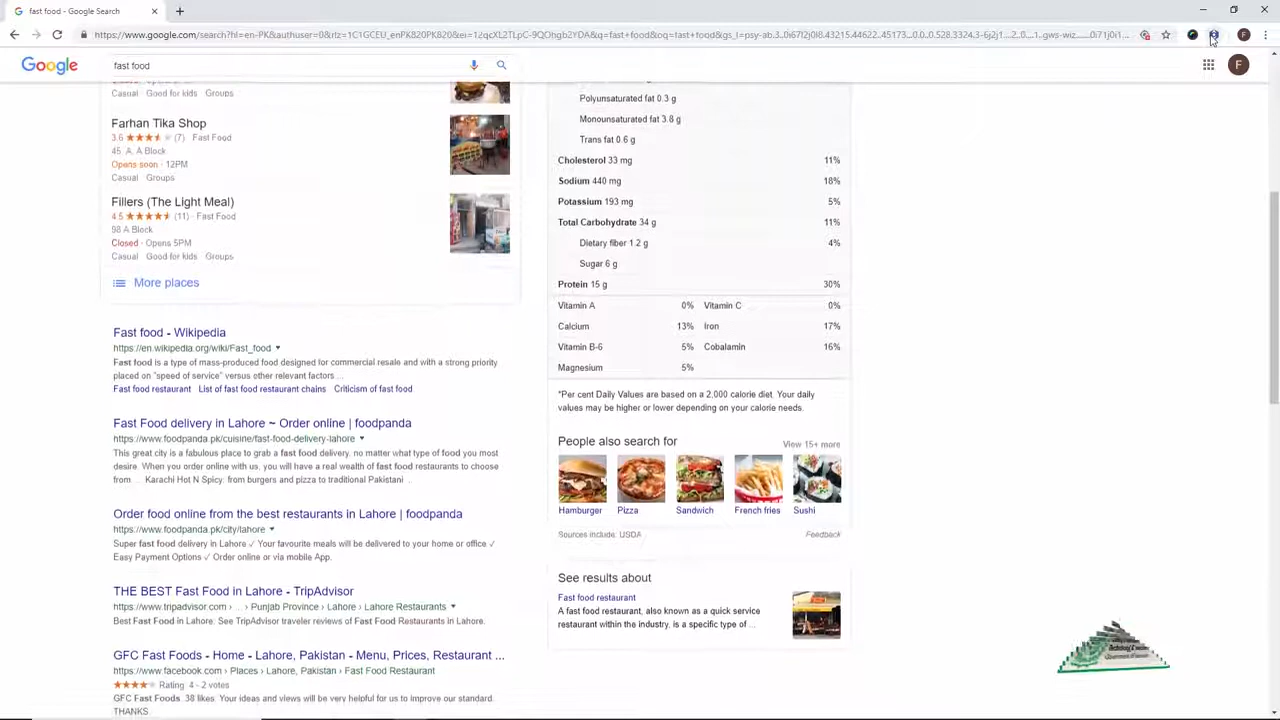 fast food - Google Search
Google
fast food
F
F
Casual Good for kids Groups
Farhan Tika Shop
3.6 (7) Fast Food
45, A, A Block
Opens soon · 12PM
Casual Groups
Fillers (The Light Meal)
4.5 (11) · Fast Food
98 A Block
Closed · Opens 5PM
Casual Good for kids Groups
More places
Fast food - Wikipedia
https://en.wikipedia.org/wiki/Fast_food
Fast food is a type of mass-produced food designed for commercial resale and with a strong priority
placed on "speed of service" versus other relevant factors ...
Fast food restaurant List of fast food restaurant chains Criticism of fast food
Fast Food delivery in Lahore ~ Order online | foodpanda
https://www.foodpanda.pk/cuisine/fast-food-delivery-lahore
This great city is a fabulous place to grab a fast food delivery, no matter what type of food you most
desire. When you order online with us, you will have a real wealth of fast food restaurants to choose
from ... Karachi Hot N Spicy: from burgers and pizza to traditional Pakistani ...
Order food online from the best restaurants in Lahore | foodpanda
https://www.foodpanda.pk/city/lahore
Super fast food delivery in Lahore ✓ Your favourite meals will be delivered to your home or office ✓
Easy Payment Options ✓ Order online or via mobile App.
THE BEST Fast Food in Lahore - TripAdvisor
https://www.tripadvisor.com › ... › Punjab Province › Lahore › Lahore Restaurants
Best Fast Food in Lahore. See TripAdvisor traveler reviews of Fast Food Restaurants in Lahore.
GFC Fast Foods - Home - Lahore, Pakistan - Menu, Prices, Restaurant ...
https://www.facebook.com › Places › Lahore, Pakistan › Fast Food Restaurant
Rating: 4 - 2 votes
GFC Fast Foods. 38 likes. Your ideas and views will be very helpful for us to improve our standard.
THANKS.
Polyunsaturated fat 0.3 g
Monounsaturated fat 3.8 g
Trans fat 0.6 g
Cholesterol 33 mg 11%
Sodium 440 mg 18%
Potassium 193 mg 5%
Total Carbohydrate 34 g 11%
Dietary fiber 1.2 g 4%
Sugar 6 g
Protein 15 g 30%
Vitamin A 0% Vitamin C 0%
Calcium 13% Iron 17%
Vitamin B-6 5% Cobalamin 16%
Magnesium 5%
*Per cent Daily Values are based on a 2,000 calorie diet. Your daily
values may be higher or lower depending on your calorie needs.
People also search for View 15+ more
Hamburger Pizza Sandwich French fries Sushi
Sources include: USDA Feedback
See results about
Fast food restaurant
A fast food restaurant, also known as a quick service
restaurant within the industry, is a specific type of ...